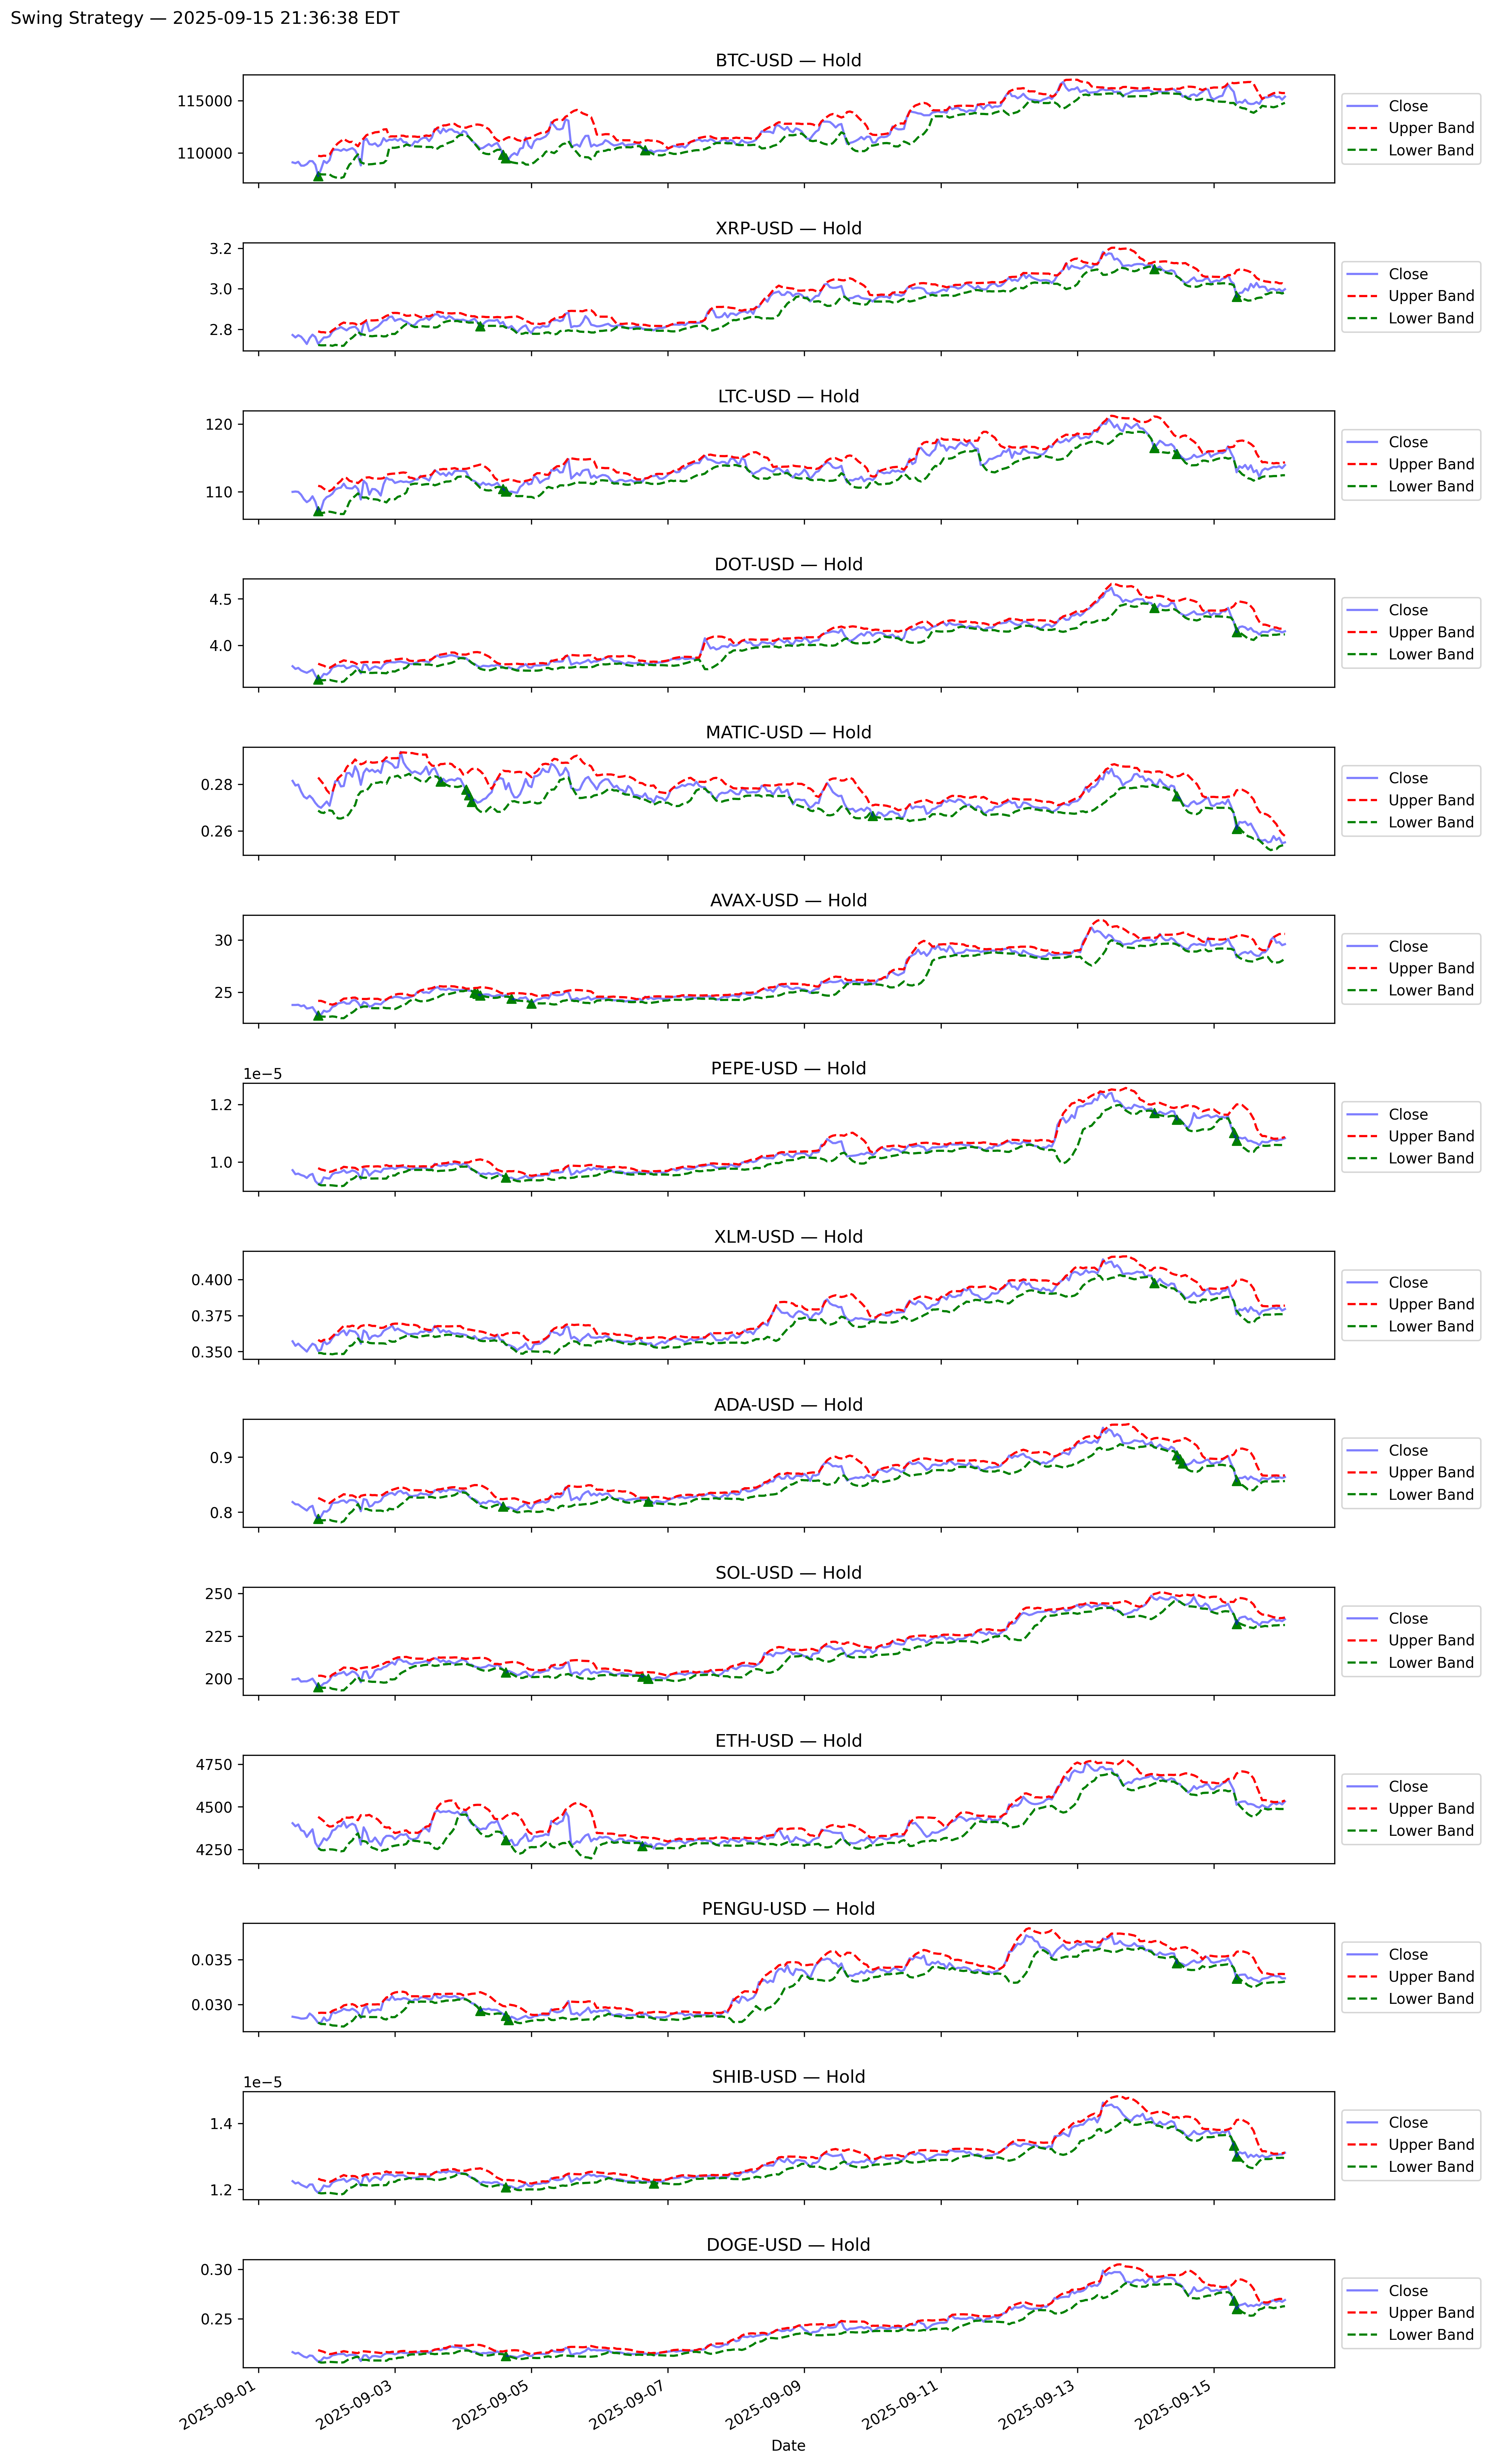 Swing Strategy — 2025-09-15 21:36:38 EDT
BTC-USD — Hold
115000
110000
Close
Upper Band
Lower Band
XRP-USD — Hold
3.2
3.0
2.8
Close
Upper Band
Lower Band
LTC-USD — Hold
120
110
Close
Upper Band
Lower Band
DOT-USD — Hold
4.5
4.0
Close
Upper Band
Lower Band
MATIC-USD — Hold
0.28
0.26
Close
Upper Band
Lower Band
AVAX-USD — Hold
30
25
Close
Upper Band
Lower Band
PEPE-USD — Hold
1e−5
1.2
1.0
Close
Upper Band
Lower Band
XLM-USD — Hold
0.400
0.375
0.350
Close
Upper Band
Lower Band
ADA-USD — Hold
0.9
0.8
Close
Upper Band
Lower Band
SOL-USD — Hold
250
225
200
Close
Upper Band
Lower Band
ETH-USD — Hold
4750
4500
4250
Close
Upper Band
Lower Band
PENGU-USD — Hold
0.035
0.030
Close
Upper Band
Lower Band
SHIB-USD — Hold
1e−5
1.4
1.2
Close
Upper Band
Lower Band
DOGE-USD — Hold
0.30
0.25
Close
Upper Band
Lower Band
2025-09-01
2025-09-03
2025-09-05
2025-09-07
2025-09-09
2025-09-11
2025-09-13
2025-09-15
Date